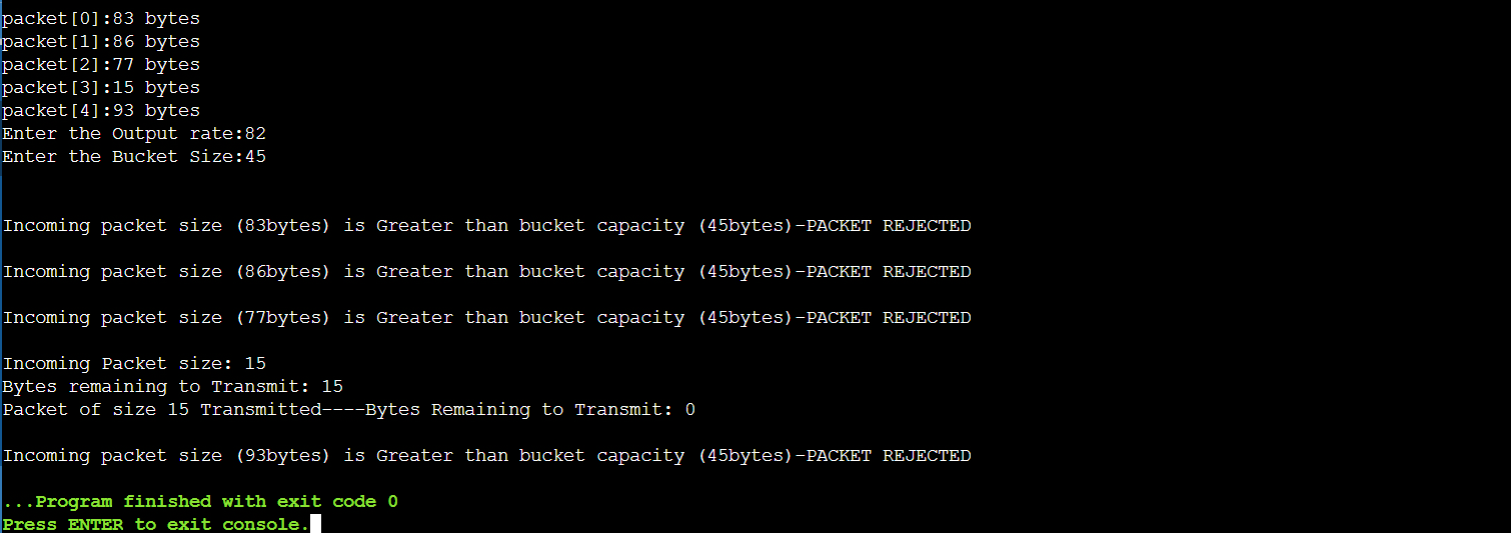 packet[0]:83 bytes
packet[1]:86 bytes
packet[2]:77 bytes
packet[3]:15 bytes
packet[4]:93 bytes
Enter the Output rate:82
Enter the Bucket Size:45
Incoming packet size (83bytes) is Greater than bucket capacity (45bytes)-PACKET REJECTED
Incoming packet size (86bytes) is Greater than bucket capacity (45bytes)-PACKET REJECTED
Incoming packet size (77bytes) is Greater than bucket capacity (45bytes)-PACKET REJECTED
Incoming Packet size: 15
Bytes remaining to Transmit: 15
Packet of size 15 Transmitted----Bytes Remaining to Transmit: 0
Incoming packet size (93bytes) is Greater than bucket capacity (45bytes)-PACKET REJECTED
...Program finished with exit code 0
Press ENTER to exit console.